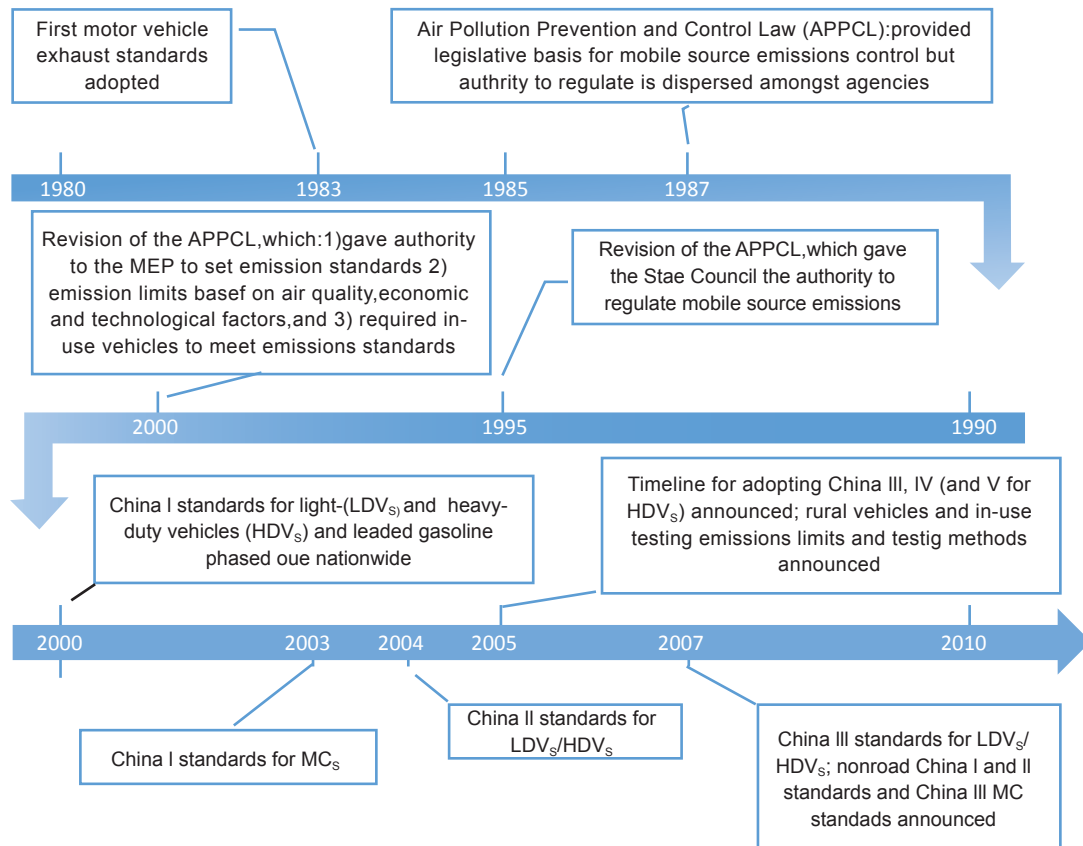 First motor vehicle
exhaust standards
adopted
Air Pollution Prevention and Control Law (APPCL):provided
legislative basis for mobile source emissions control but
authrity to regulate is dispersed amongst agencies
1980
1983
1985
1987
Revision of the APPCL,which:1)gave authority
to the MEP to set emission standards 2)
emission limits basef on air quality,economic
and technological factors,and 3) required in-
use vehicles to meet emissions standards
Revision of the APPCL,which gave
the Stae Council the authority to
regulate mobile source emissions
2000
1995
1990
China I standards for light-(LDVS) and heavy-
duty vehicles (HDVS) and leaded gasoline
phased oue nationwide
Timeline for adopting China III, IV (and V for
HDVS) announced; rural vehicles and in-use
testing emissions limits and testig methods
announced
2000
2003
2004
2005
2007
2010
China I standards for MCS
China II standards for
LDVS/HDVS
China III standards for LDVS/
HDVS; nonroad China I and II
standards and China III MC
standads announced